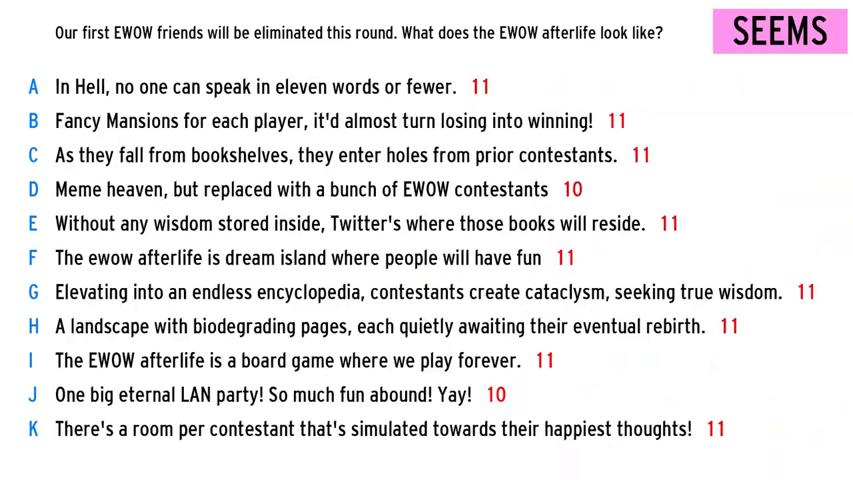 Our first EWOW friends will be eliminated this round. What does the EWOW afterlife look like?
SEEMS
A In Hell, no one can speak in eleven words or fewer. 11
B Fancy Mansions for each player, it'd almost turn losing into winning! 11
C As they fall from bookshelves, they enter holes from prior contestants. 11
D Meme heaven, but replaced with a bunch of EWOW contestants 10
E Without any wisdom stored inside, Twitter's where those books will reside. 11
F The ewow afterlife is dream island where people will have fun 11
G Elevating into an endless encyclopedia, contestants create cataclysm, seeking true wisdom. 11
H A landscape with biodegrading pages, each quietly awaiting their eventual rebirth. 11
I The EWOW afterlife is a board game where we play forever. 11
J One big eternal LAN party! So much fun abound! Yay! 10
K There's a room per contestant that's simulated towards their happiest thoughts! 11